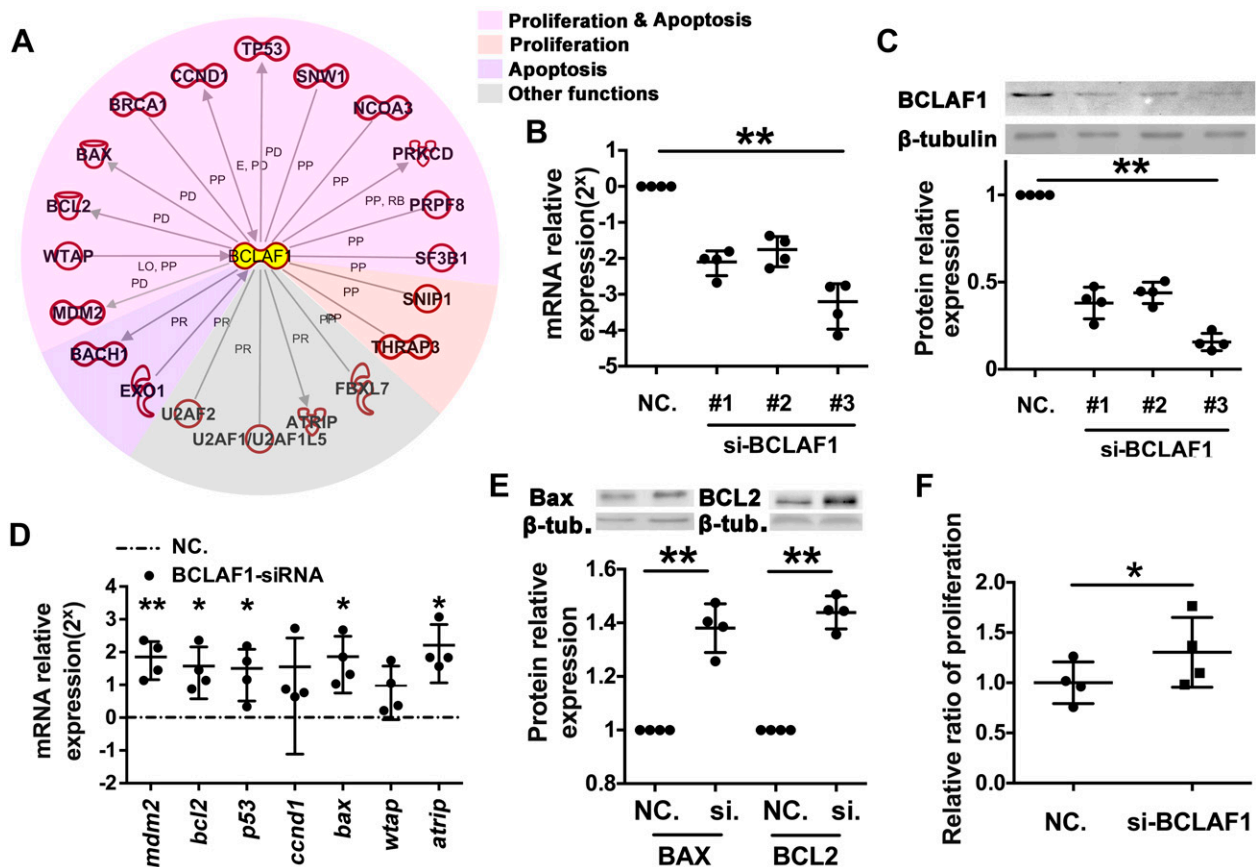 A
Proliferation & Apoptosis
Proliferation
Apoptosis
Other functions
TP53
CCND1
SNW1
BRCA1
NCOA3
BAX
PRKCD
BCL2
PRPF8
WTAP
BCLAF1
SF3B1
MDM2
SNIP1
BACH1
THRAP3
EXO1
FBXL7
U2AF2
ATRIP
U2AF1/U2AF1L5
PD
E, PD
PP
PP
PD
PP, RB
PD
PP
LO, PP
PP
PD
PP
PR
PP
PR
PR
B
mRNA relative
expression(2ˣ)
**
0
-1
-2
-3
-4
-5
NC.
#1
#2
#3
si-BCLAF1
C
BCLAF1
β-tubulin
Protein relative
expression
**
1
0.5
0
NC.
#1
#2
#3
si-BCLAF1
D
NC.
BCLAF1-siRNA
mRNA relative
expression(2ˣ)
4
3
2
1
0
-1
-2
** * * * *
mdm2
bcl2
p53
ccnd1
bax
wtap
atrip
E
Bax
β-tub.
BCL2
β-tub.
Protein relative
expression
** **
1.6
1.4
1.2
1.0
0.8
NC. si. NC. si.
BAX BCL2
F
Relative ratio of proliferation
*
2.0
1.5
1.0
0.5
0.0
NC. si-BCLAF1